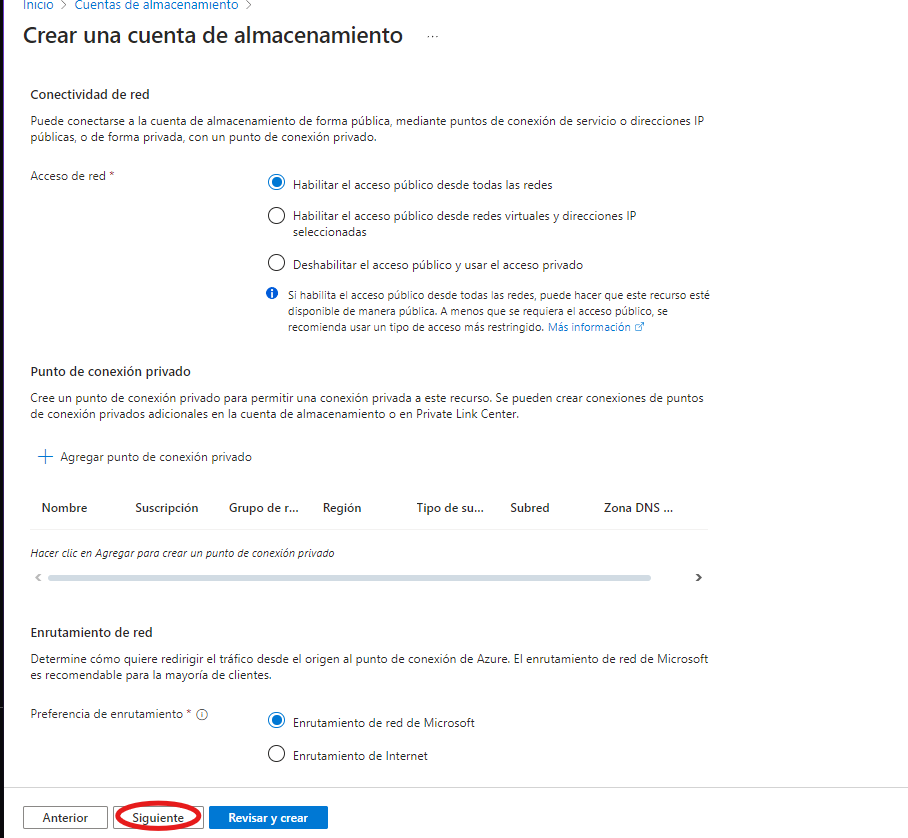 Inicio > Cuentas de almacenamiento >
Crear una cuenta de almacenamiento ...
Conectividad de red
Puede conectarse a la cuenta de almacenamiento de forma pública, mediante puntos de conexión de servicio o direcciones IP
públicas, o de forma privada, con un punto de conexión privado.
Acceso de red *
Habilitar el acceso público desde todas las redes
Habilitar el acceso público desde redes virtuales y direcciones IP
seleccionadas
Deshabilitar el acceso público y usar el acceso privado
Si habilita el acceso público desde todas las redes, puede hacer que este recurso esté
disponible de manera pública. A menos que se requiera el acceso público, se
recomienda usar un tipo de acceso más restringido. Más información
Punto de conexión privado
Cree un punto de conexión privado para permitir una conexión privada a este recurso. Se pueden crear conexiones de puntos
de conexión privados adicionales en la cuenta de almacenamiento o en Private Link Center.
+ Agregar punto de conexión privado
Nombre Suscripción Grupo de r... Región Tipo de su... Subred Zona DNS ...
Hacer clic en Agregar para crear un punto de conexión privado
Enrutamiento de red
Determine cómo quiere redirigir el tráfico desde el origen al punto de conexión de Azure. El enrutamiento de red de Microsoft
es recomendable para la mayoría de clientes.
Preferencia de enrutamiento *
Enrutamiento de red de Microsoft
Enrutamiento de Internet
Anterior Siguiente Revisar y crear